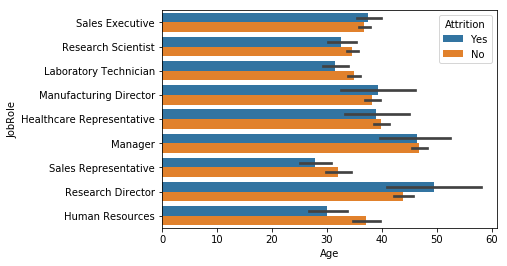 JobRole
Sales Executive
Research Scientist
Laboratory Technician
Manufacturing Director
Healthcare Representative
Manager
Sales Representative
Research Director
Human Resources
Attrition
Yes
No
0 10 20 30 40 50 60
Age